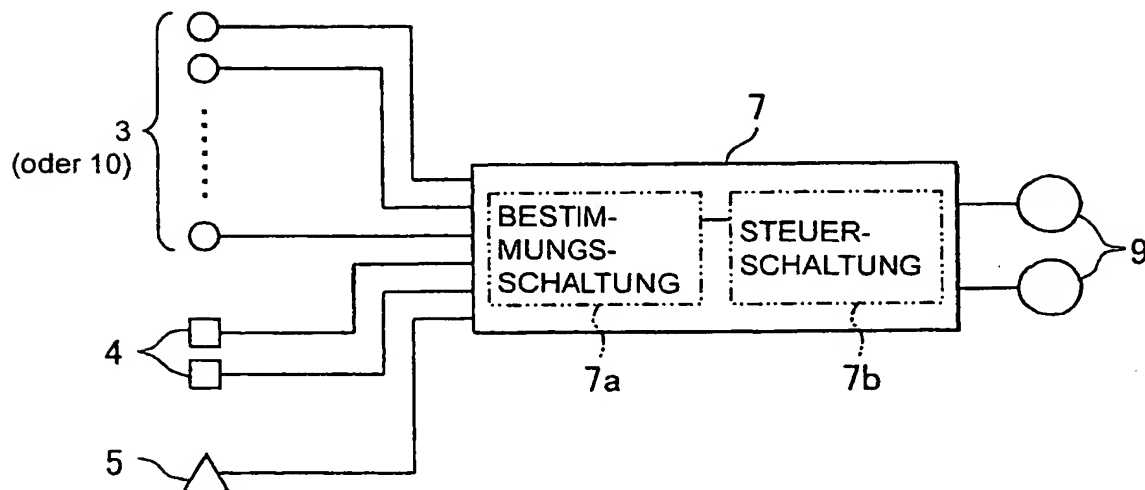 3
(oder 10)
7
BESTIM-
MUNGS-
SCHALTUNG
STEUER-
SCHALTUNG
9
4
7a
7b
5